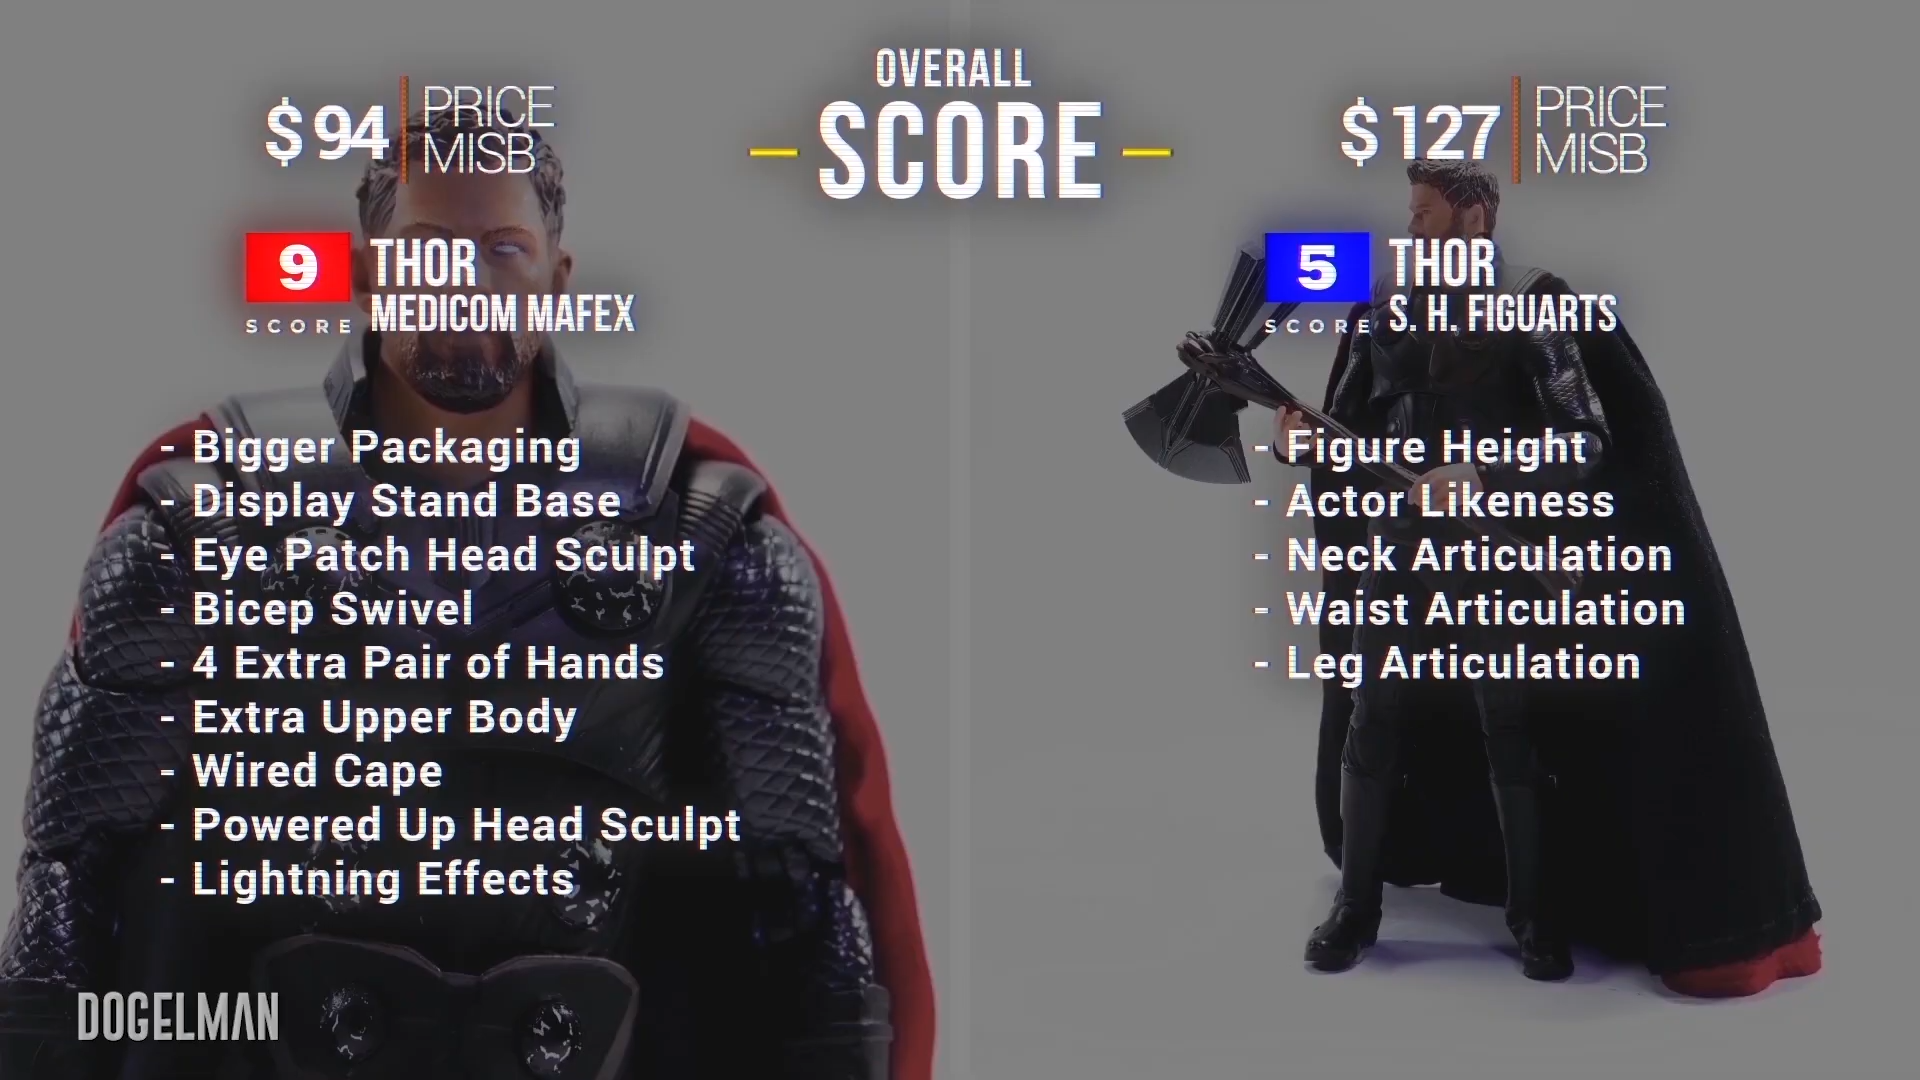 OVERALL
SCORE
$94
PRICE
MISB
9
SCORE
THOR
MEDICOM MAFEX
- Bigger Packaging
- Display Stand Base
- Eye Patch Head Sculpt
- Bicep Swivel
- 4 Extra Pair of Hands
- Extra Upper Body
- Wired Cape
- Powered Up Head Sculpt
- Lightning Effects
$127
PRICE
MISB
5
SCORE
THOR
S. H. FIGUARTS
- Figure Height
- Actor Likeness
- Neck Articulation
- Waist Articulation
- Leg Articulation
DOGELMAN